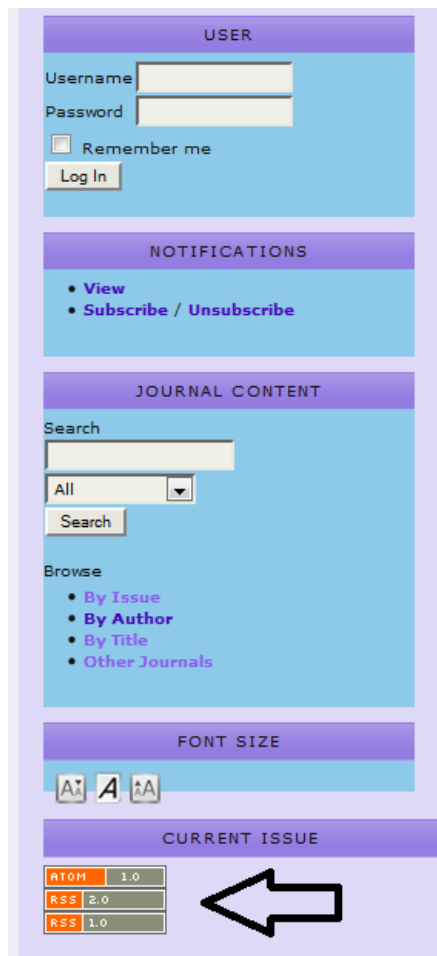 USER
Username
Password
Remember me
Log In
NOTIFICATIONS
• View
• Subscribe / Unsubscribe
JOURNAL CONTENT
Search
All
Search
Browse
• By Issue
• By Author
• By Title
• Other Journals
FONT SIZE
AA A AA
CURRENT ISSUE
ATOM 1.0
RSS 2.0
RSS 1.0